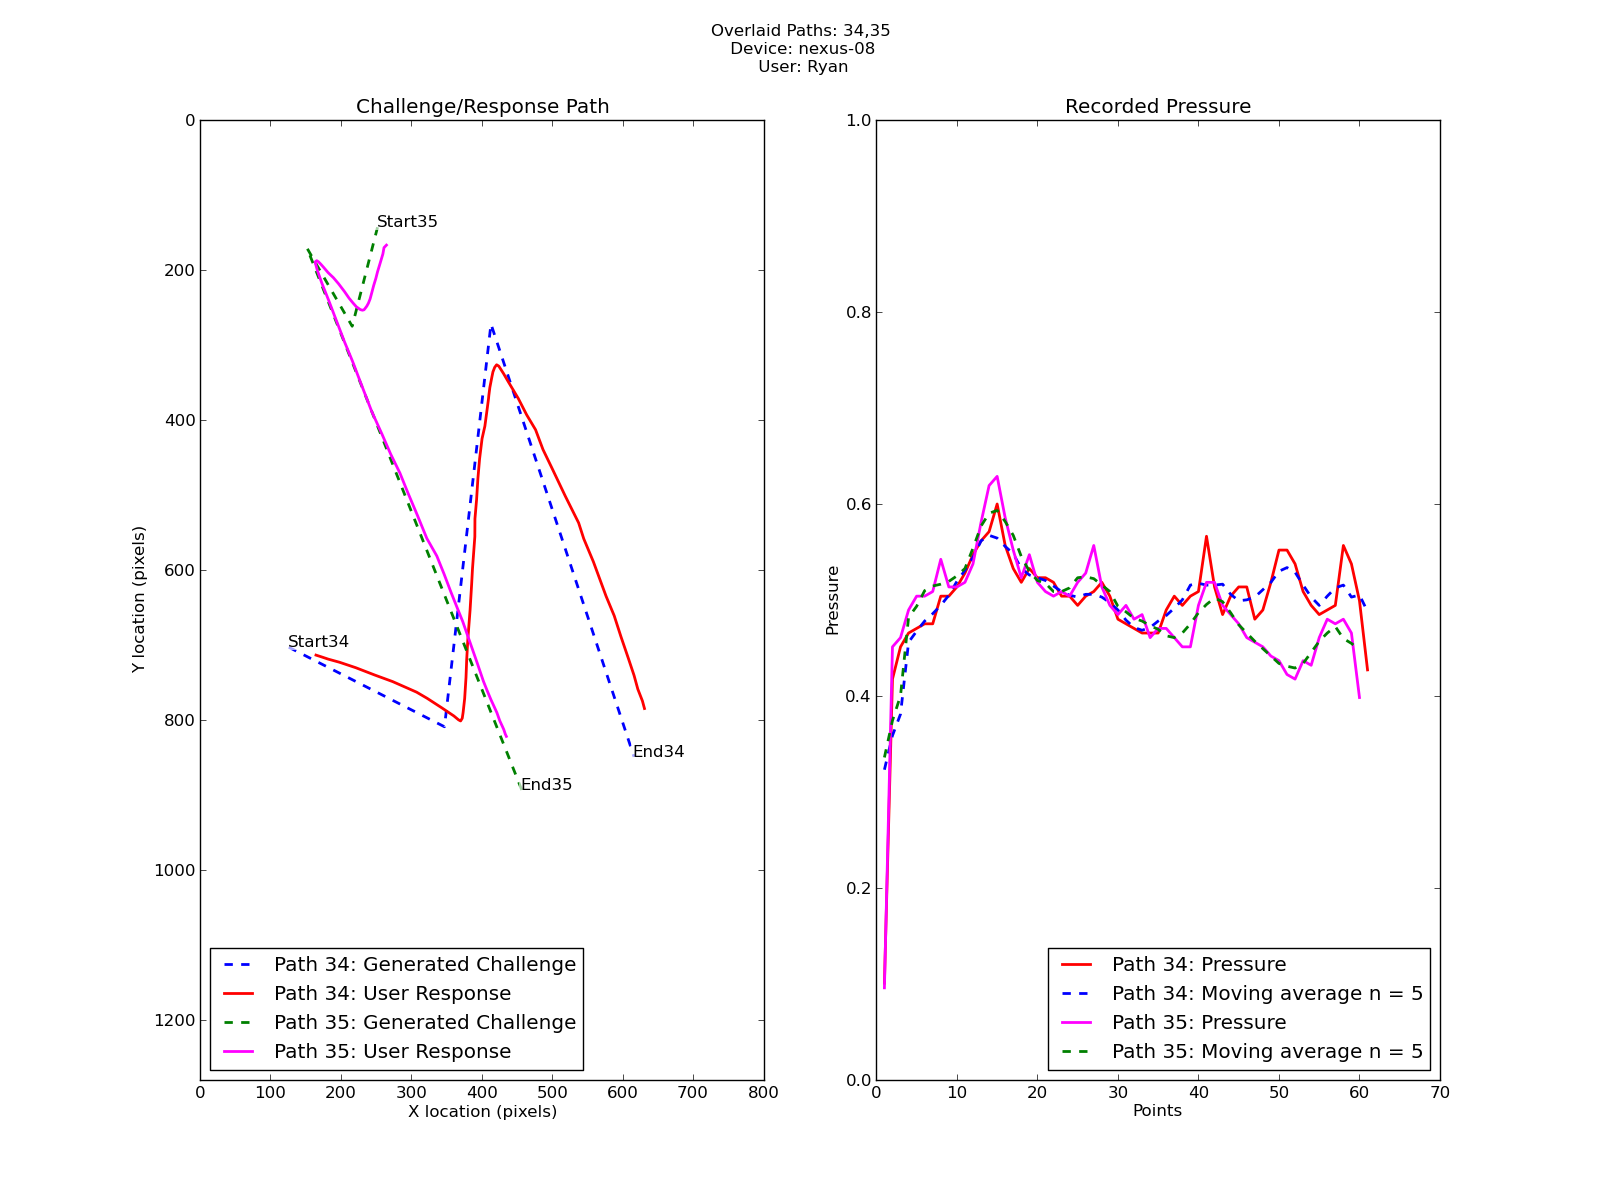 Overlaid Paths: 34,35
Device: nexus-08
User: Ryan
Challenge/Response Path
0
200
400
600
800
1000
1200
Y location (pixels)
Start35
Start34
End34
End35
Path 34: Generated Challenge
Path 34: User Response
Path 35: Generated Challenge
Path 35: User Response
0 100 200 300 400 500 600 700 800
X location (pixels)
Recorded Pressure
1.0
0.8
0.6
0.4
0.2
0.0
Pressure
Path 34: Pressure
Path 34: Moving average n = 5
Path 35: Pressure
Path 35: Moving average n = 5
0 10 20 30 40 50 60 70
Points